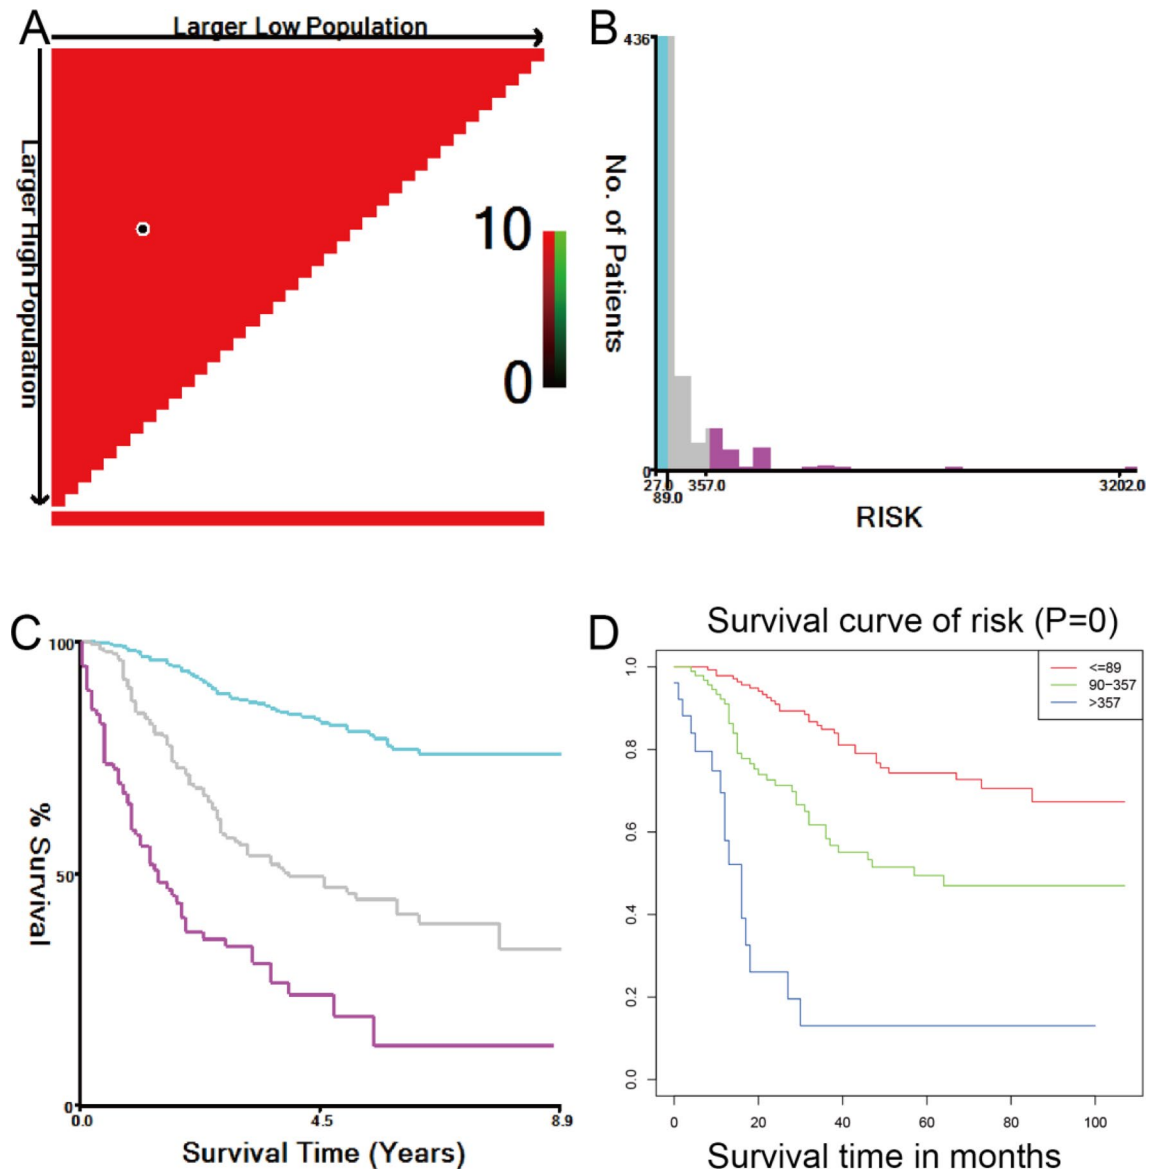 A
Larger Low Population
Larger High Population
10
0
B
436
No. of Patients
0
27.0
357.0
3202.0
89.0
RISK
C
100
% Survival
50
0
0.0
4.5
8.9
Survival Time (Years)
D
Survival curve of risk (P=0)
1.0
0.8
0.6
0.4
0.2
0.0
<=89
90-357
>357
0
20
40
60
80
100
Survival time in months